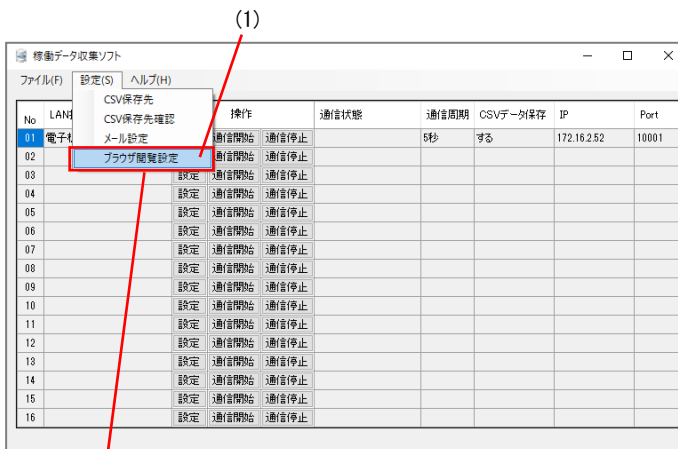 (1)
稼働データ収集ソフト
ファイル(F) 設定(S) ヘルプ(H)
CSV保存先
CSV保存先確認
メール設定
ブラウザ閲覧設定
No LAN 操作 通信状態 通信周期 CSVデータ保存 IP Port
01 電子 通信開始 通信停止 5秒 する 172.16.2.52 10001
02 通信開始 通信停止
03 設定 通信開始 通信停止
04 設定 通信開始 通信停止
05 設定 通信開始 通信停止
06 設定 通信開始 通信停止
07 設定 通信開始 通信停止
08 設定 通信開始 通信停止
09 設定 通信開始 通信停止
10 設定 通信開始 通信停止
11 設定 通信開始 通信停止
12 設定 通信開始 通信停止
13 設定 通信開始 通信停止
14 設定 通信開始 通信停止
15 設定 通信開始 通信停止
16 設定 通信開始 通信停止